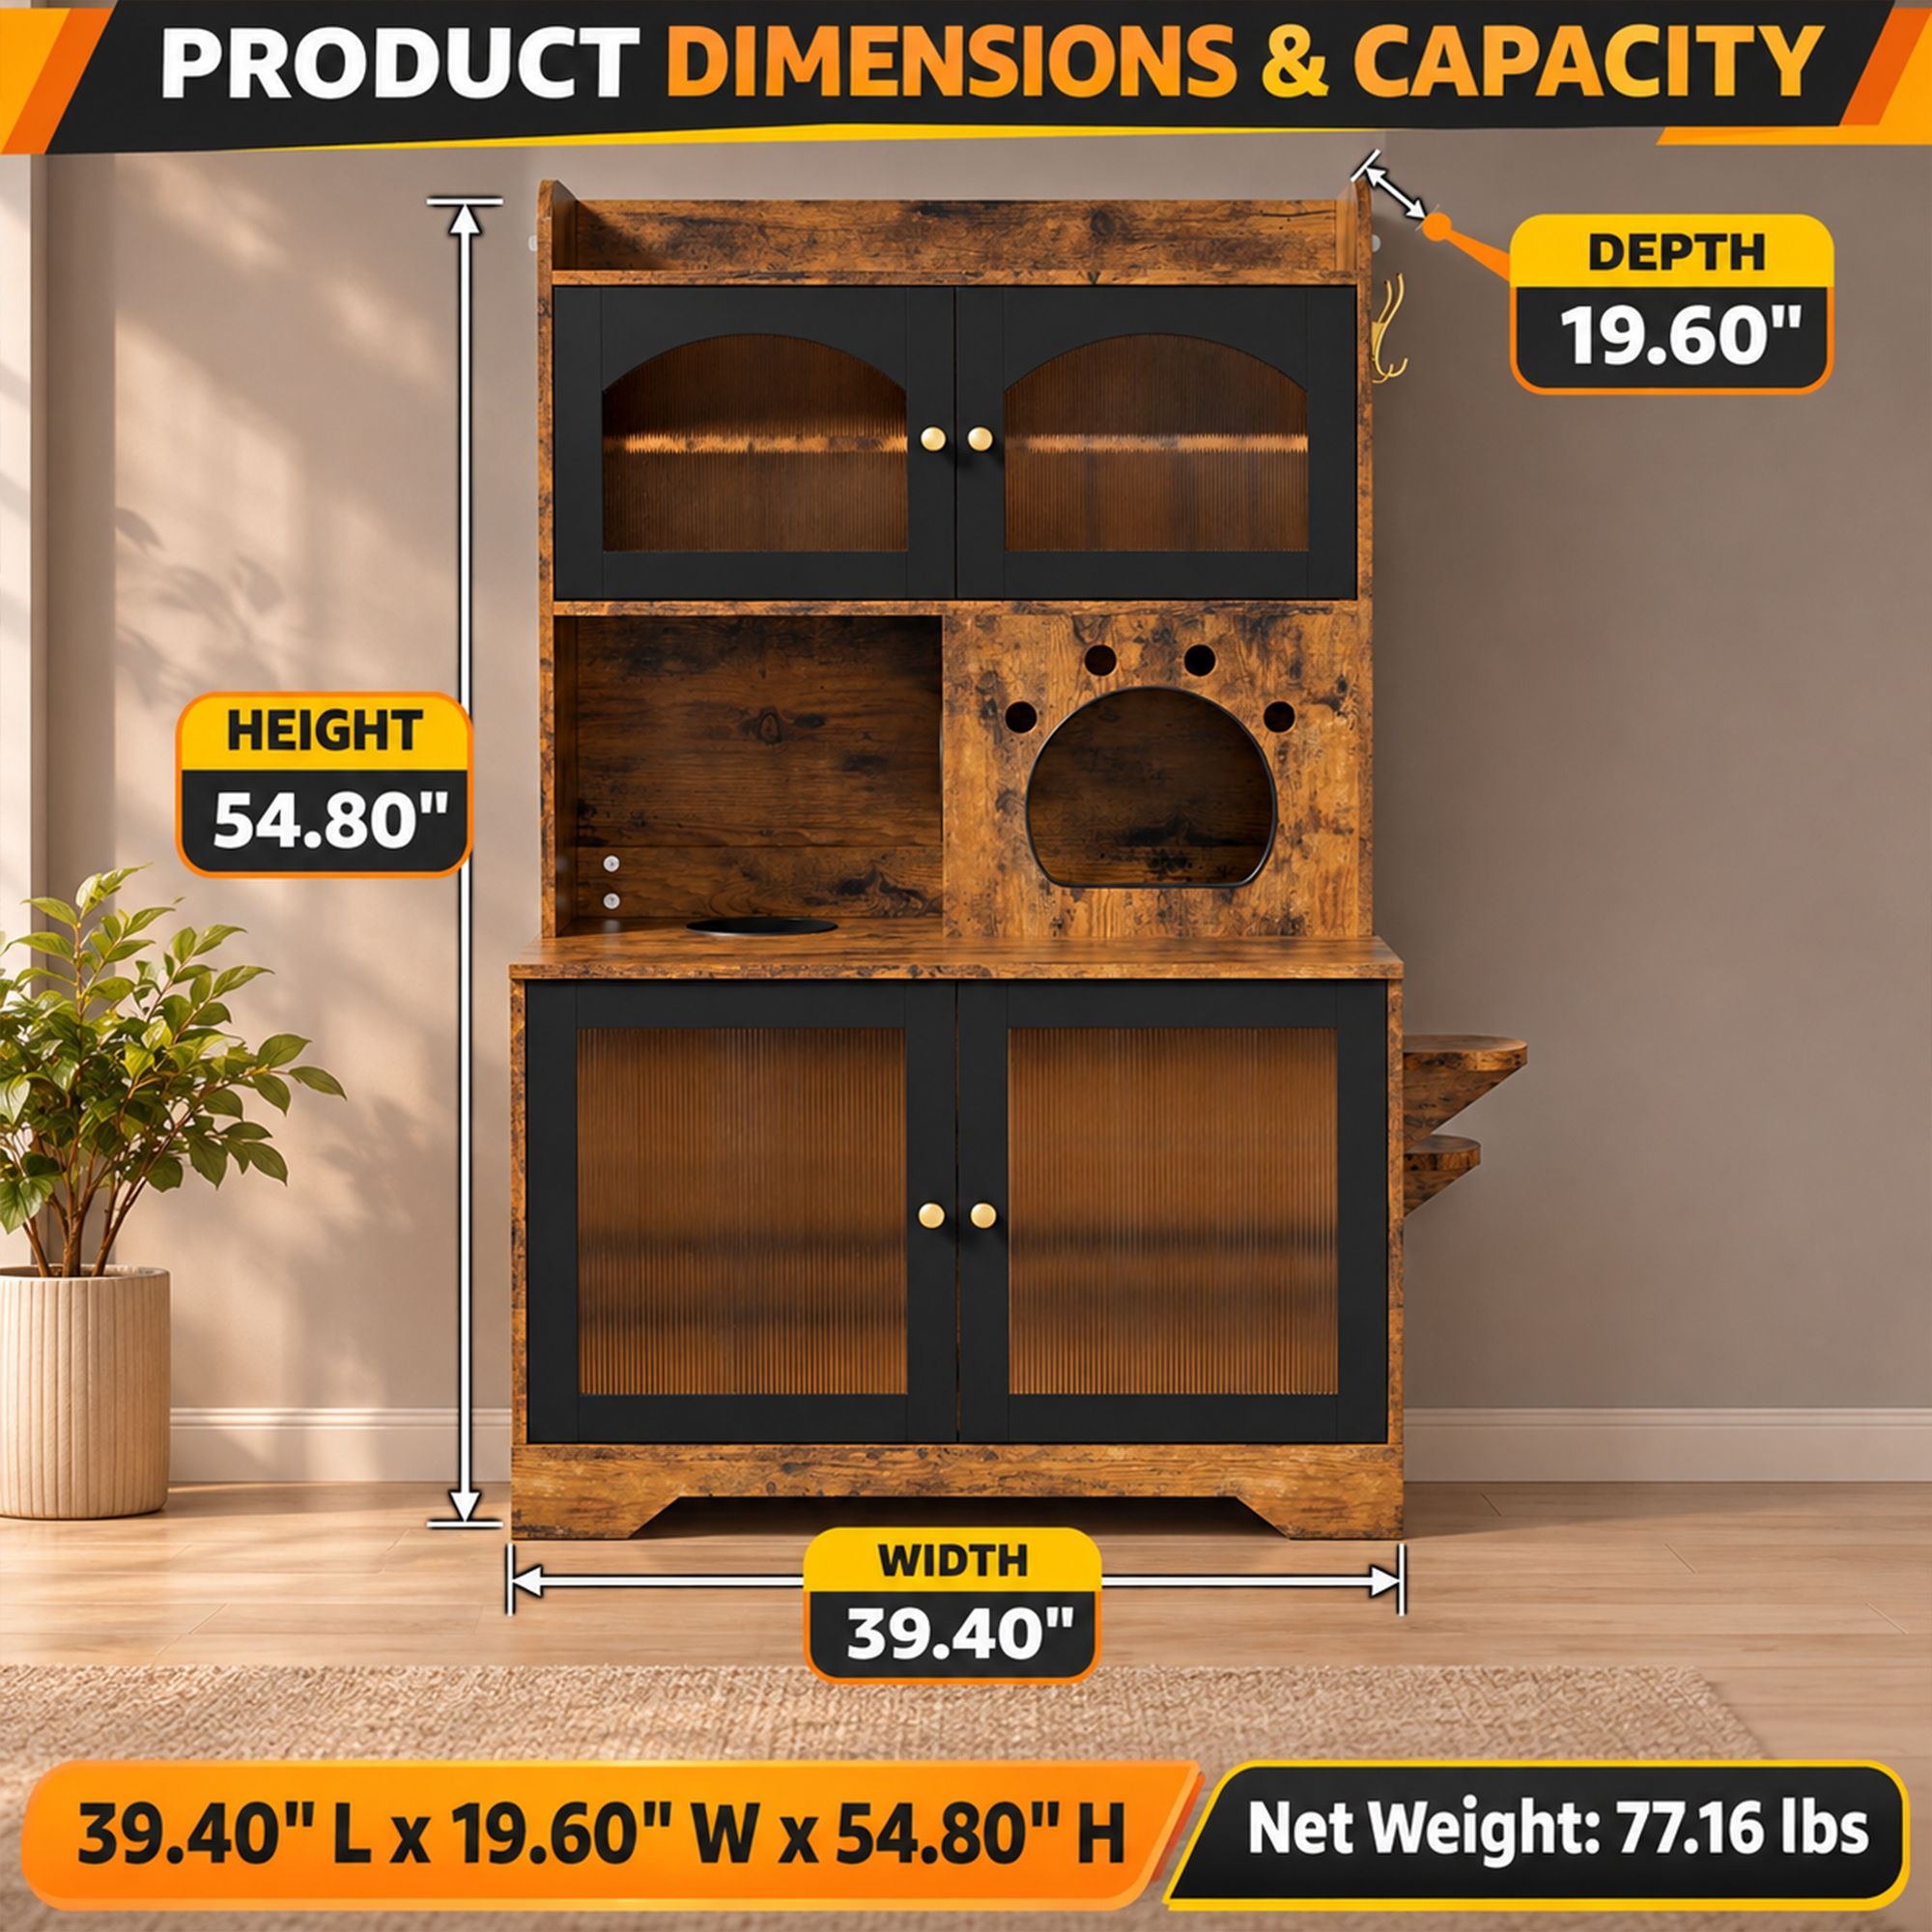 PRODUCT DIMENSIONS & CAPACITY
DEPTH
19.60"
HEIGHT
54.80"
WIDTH
39.40"
39.40" L x 19.60" W x 54.80" H
Net Weight: 77.16 lbs